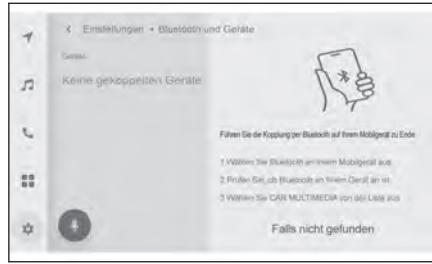 Einstellungen • Bluetooth und Geräte
Geräte
Keine gekoppelten Geräte
Führen Sie die Kopplung per Bluetooth auf Ihrem Mobilgerät zu Ende
1 Wählen Sie Bluetooth an Ihrem Mobilgerät aus
2 Prüfen Sie, ob Bluetooth an Ihrem Gerät an ist
3 Wählen Sie CAR MULTIMEDIA von der Liste aus
Falls nicht gefunden